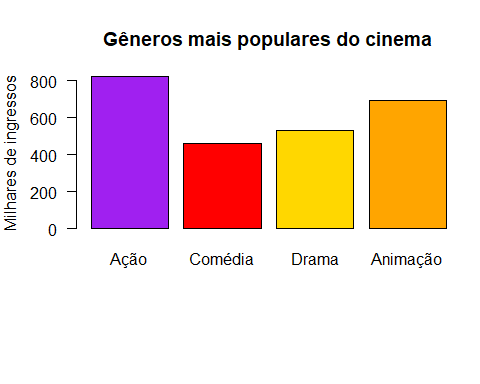 Gêneros mais populares do cinema
Milhares de ingressos
800
600
400
200
0
Ação
Comédia
Drama
Animação